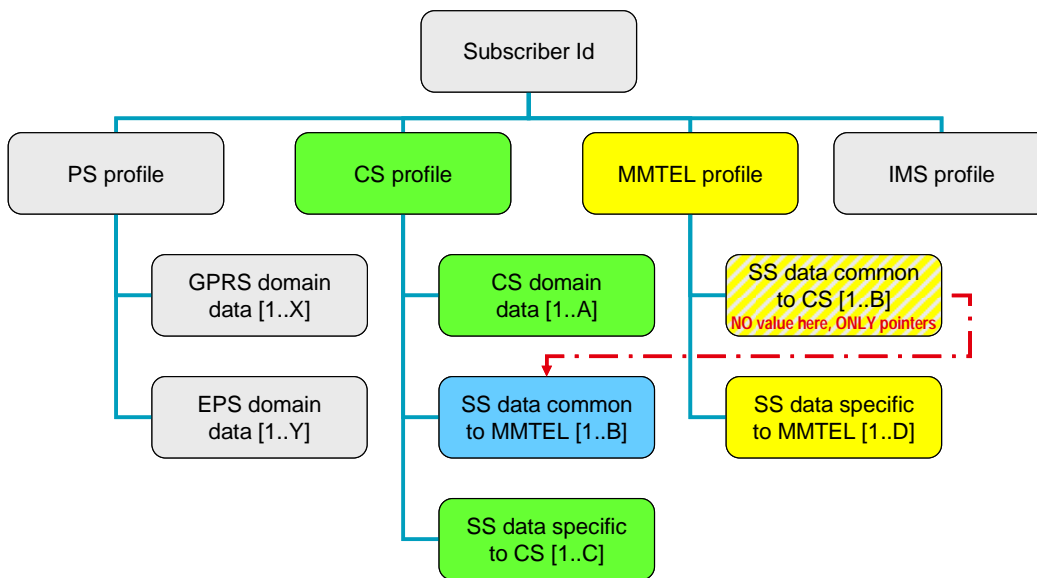 Subscriber Id
PS profile
CS profile
MMTEL profile
IMS profile
GPRS domain
data [1..X]
CS domain
data [1..A]
SS data common
to CS [1..B]
NO value here, ONLY pointers
EPS domain
data [1..Y]
SS data common
to MMTEL [1..B]
SS data specific
to MMTEL [1..D]
SS data specific
to CS [1..C]